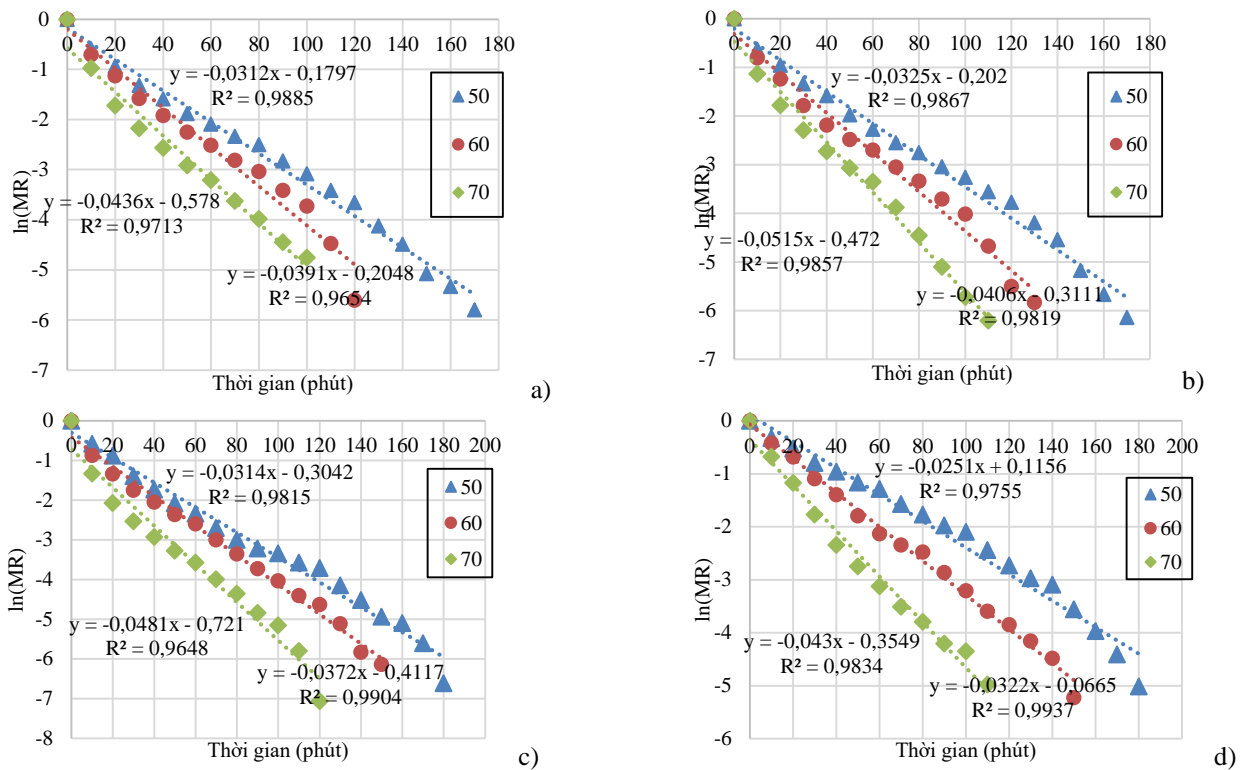 0
0 20 40 60 80 100 120 140 160 180
-1
-2
-3
-4
-5
-6
-7
ln(MR)
y = -0,0312x - 0,1797
R² = 0,9885
y = -0,0436x - 0,578
R² = 0,9713
y = -0,0391x - 0,2048
R² = 0,9654
50
60
70
Thời gian (phút)
a)
0
0 20 40 60 80 100 120 140 160 180
-1
-2
-3
-4
-5
-6
-7
ln(MR)
y = -0,0325x - 0,202
R² = 0,9867
y = -0,0515x - 0,472
R² = 0,9857
y = -0,0406x - 0,3111
R² = 0,9819
50
60
70
Thời gian (phút)
b)
0
0 20 40 60 80 100 120 140 160 180 200
-1
-2
-3
-4
-5
-6
-7
-8
ln(MR)
y = -0,0314x - 0,3042
R² = 0,9815
y = -0,0481x - 0,721
R² = 0,9648
y = -0,0372x - 0,4117
R² = 0,9904
50
60
70
Thời gian (phút)
c)
0
0 20 40 60 80 100 120 140 160 180 200
-1
-2
-3
-4
-5
-6
ln(MR)
y = -0,0251x + 0,1156
R² = 0,9755
y = -0,043x - 0,3549
R² = 0,9834
y = -0,0322x - 0,0665
R² = 0,9937
50
60
70
Thời gian (phút)
d)